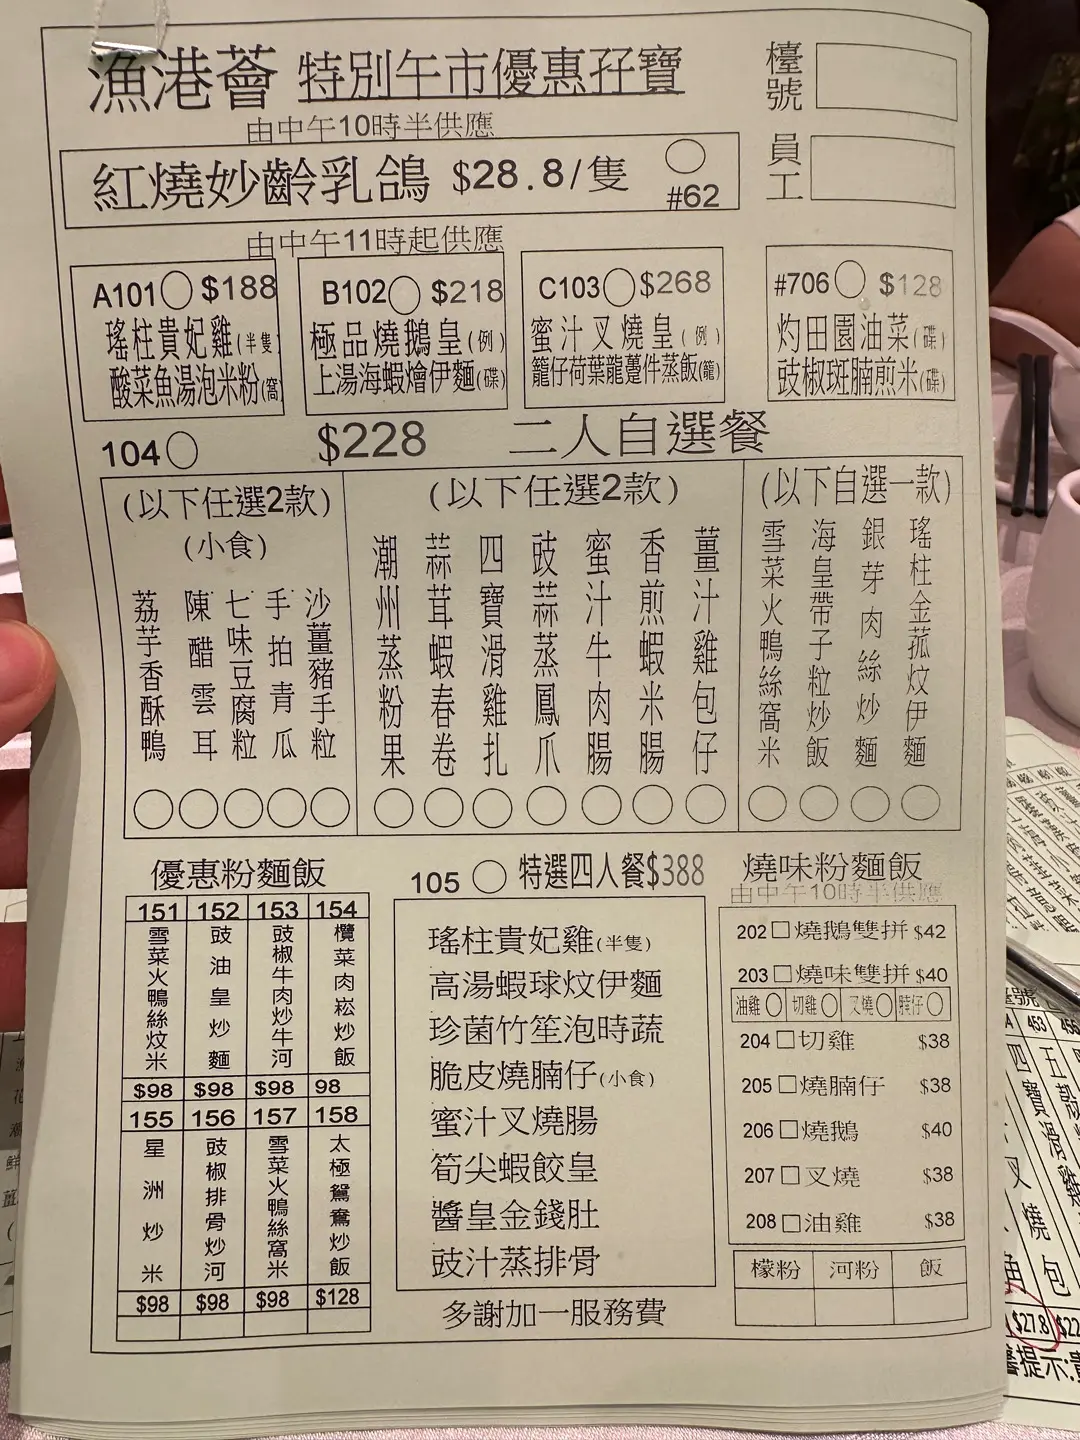 漁港薈 特別午市優惠孖寶
檯號
員工
由中午10時半供應
紅燒妙齡乳鴿 $28.8/隻 #62
由中午11時起供應
A101 $188
瑤柱貴妃雞(半隻)
酸菜魚湯泡米粉(窩)
B102 $218
極品燒鵝皇(例)
上湯海蝦燴伊麵(碟)
C103 $268
蜜汁叉燒皇(例)
籠仔荷葉龍躉件蒸飯(籠)
#706 $128
灼田園油菜(碟)
豉椒斑腩煎米(碟)
104 $228 二人自選餐
(以下任選2款)
(小食)
荔芋香酥鴨
陳醋雲耳
七味豆腐粒
手拍青瓜
沙薑豬手粒
(以下任選2款)
潮州蒸粉果
蒜茸蝦春卷
四寶滑雞扎
豉蒜蒸鳳爪
蜜汁牛肉腸
香煎蝦米腸
薑汁雞包仔
(以下自選一款)
雪菜火鴨絲窩米
海皇帶子粒炒飯
銀芽肉絲炒麵
瑤柱金菰炆伊麵
優惠粉麵飯
151 152 153 154
雪菜火鴨絲炆米
豉油皇炒麵
豉椒牛肉炒牛河
欖菜肉崧炒飯
$98 $98 $98 98
155 156 157 158
星洲炒米
豉椒排骨炒河
雪菜火鴨絲窩米
太極鴛鴦炒飯
$98 $98 $98 $128
105 特選四人餐$388
瑤柱貴妃雞(半隻)
高湯蝦球炆伊麵
珍菌竹笙泡時蔬
脆皮燒腩仔(小食)
蜜汁叉燒腸
筍尖蝦餃皇
醬皇金錢肚
豉汁蒸排骨
多謝加一服務費
燒味粉麵飯
由中午10時半供應
202 燒鵝雙拼 $42
203 燒味雙拼 $40
油雞 切雞 叉燒 腩仔
204 切雞 $38
205 燒腩仔 $38
206 燒鵝 $40
207 叉燒 $38
208 油雞 $38
檬粉 河粉 飯
453
四寶滑雞
叉燒包
$27.8
提示: